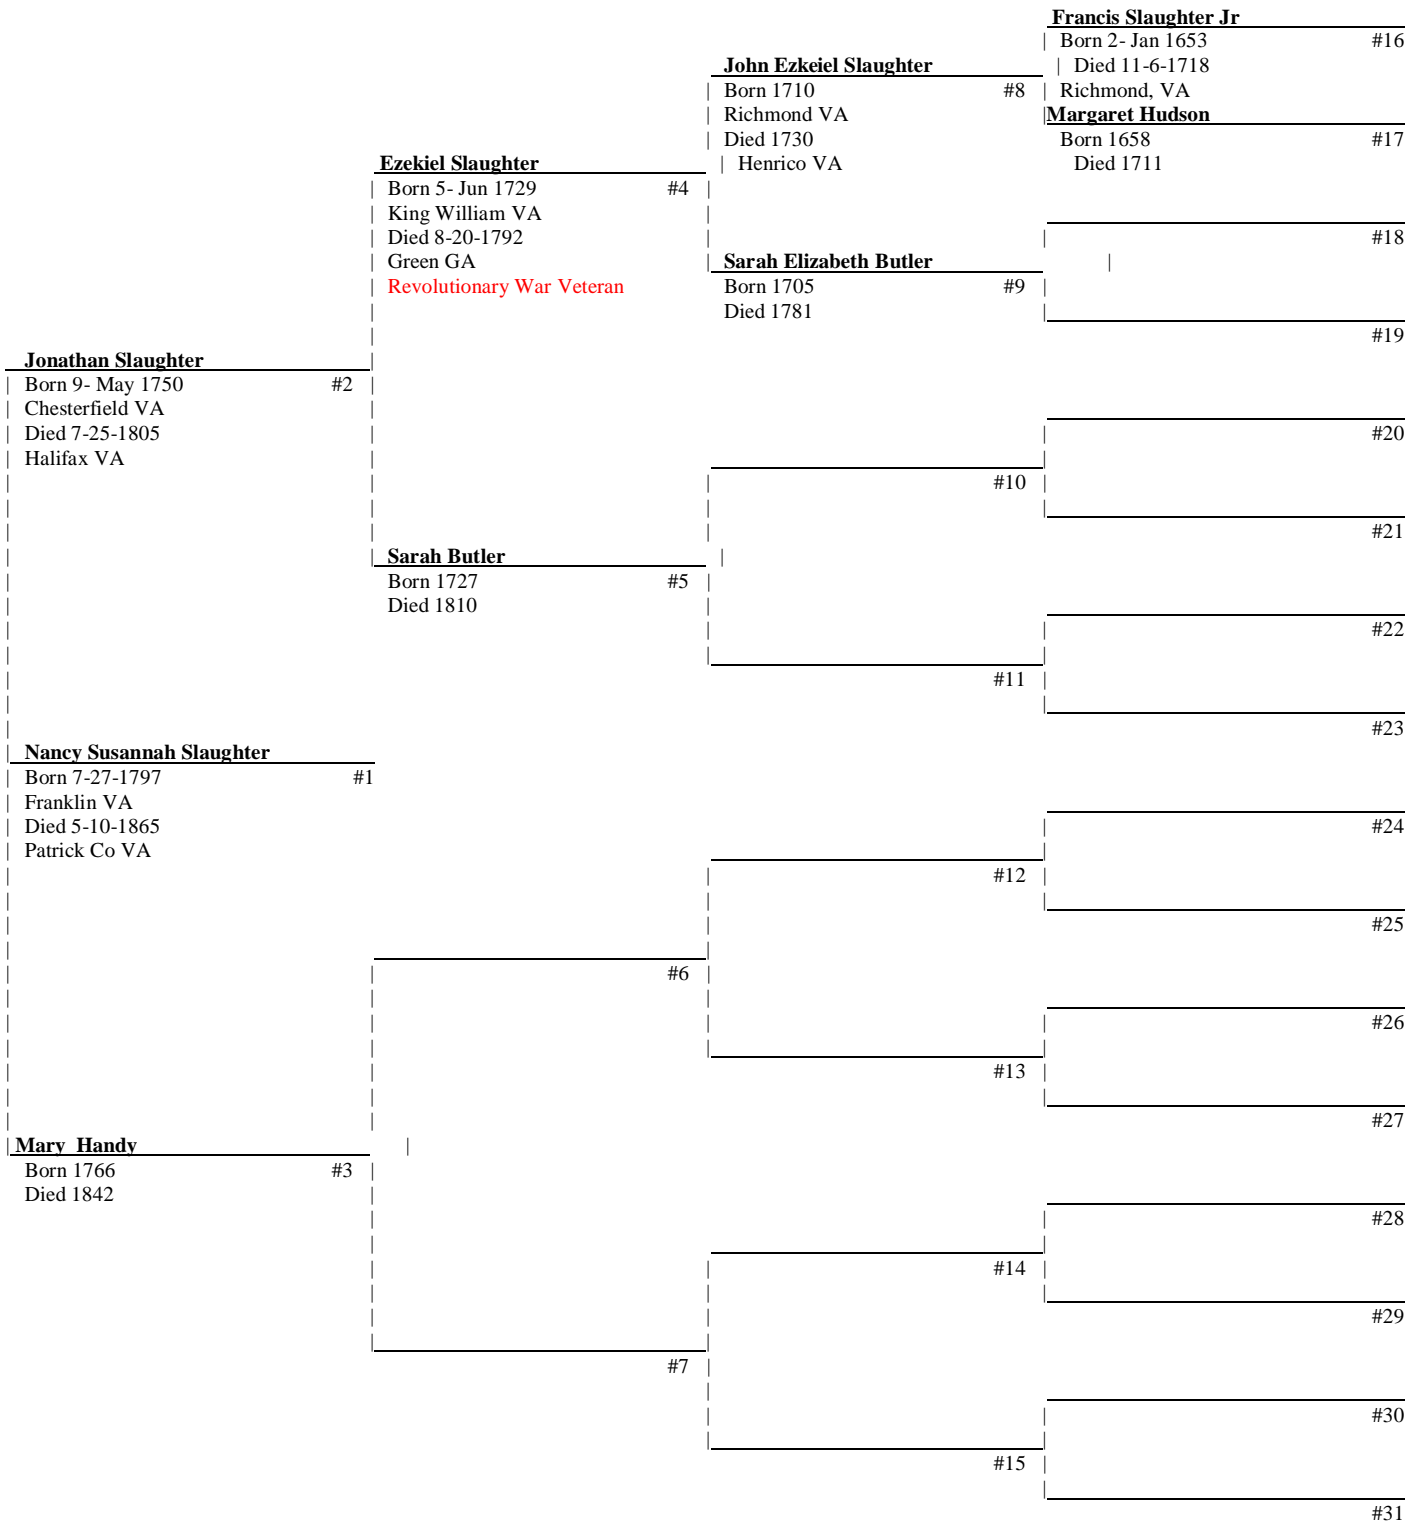 Francis Slaughter Jr
Born 2- Jan 1653 #16
John Ezkeiel Slaughter
Died 11-6-1718
Born 1710 #8
Richmond, VA
Richmond VA
Margaret Hudson
Died 1730
Born 1658 #17
Ezekiel Slaughter
Henrico VA
Died 1711
Born 5- Jun 1729 #4
King William VA
Died 8-20-1792
#18
Green GA
Sarah Elizabeth Butler
Revolutionary War Veteran
Born 1705 #9
Died 1781
#19
Jonathan Slaughter
Born 9- May 1750 #2
Chesterfield VA
Died 7-25-1805
#20
Halifax VA
#10
#21
Sarah Butler
Born 1727 #5
Died 1810
#22
#11
#23
Nancy Susannah Slaughter
Born 7-27-1797 #1
Franklin VA
Died 5-10-1865
#24
Patrick Co VA
#12
#25
#6
#26
#13
#27
Mary Handy
Born 1766 #3
Died 1842
#28
#14
#29
#7
#30
#15
#31